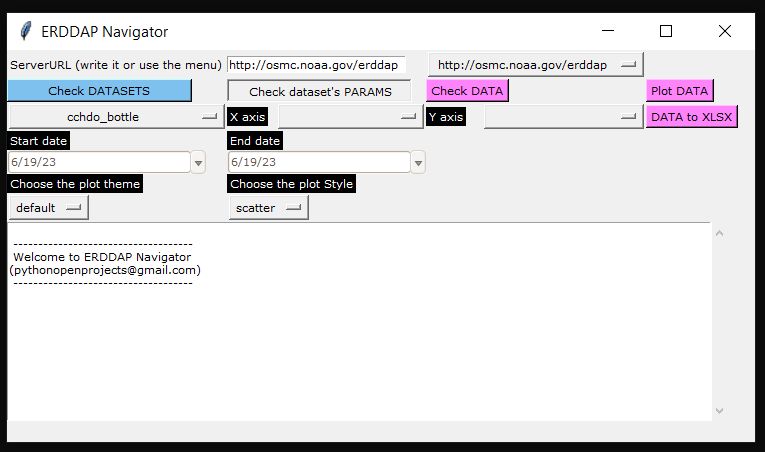 ERDDAP Navigator
ServerURL (write it or use the menu) http://osmc.noaa.gov/erddap http://osmc.noaa.gov/erddap
Check DATASETS Check dataset's PARAMS Check DATA Plot DATA
cchdo_bottle X axis Y axis DATA to XLSX
Start date End date
6/19/23 6/19/23
Choose the plot theme Choose the plot Style
default scatter
------------------------------------
Welcome to ERDDAP Navigator
(pythonopenprojects@gmail.com)
------------------------------------